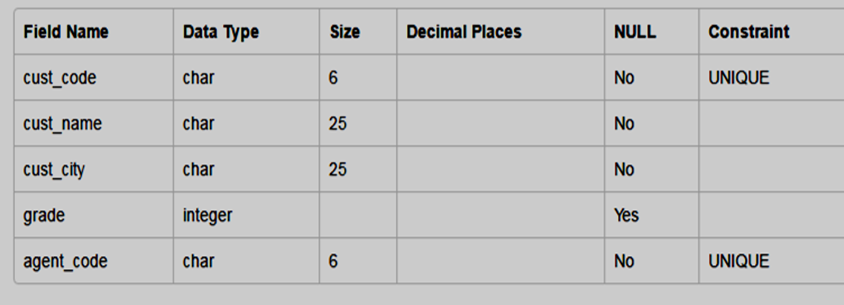 Field Name Data Type Size Decimal Places NULL Constraint
cust_code char 6 No UNIQUE
cust_name char 25 No
cust_city char 25 No
grade integer Yes
agent_code char 6 No UNIQUE